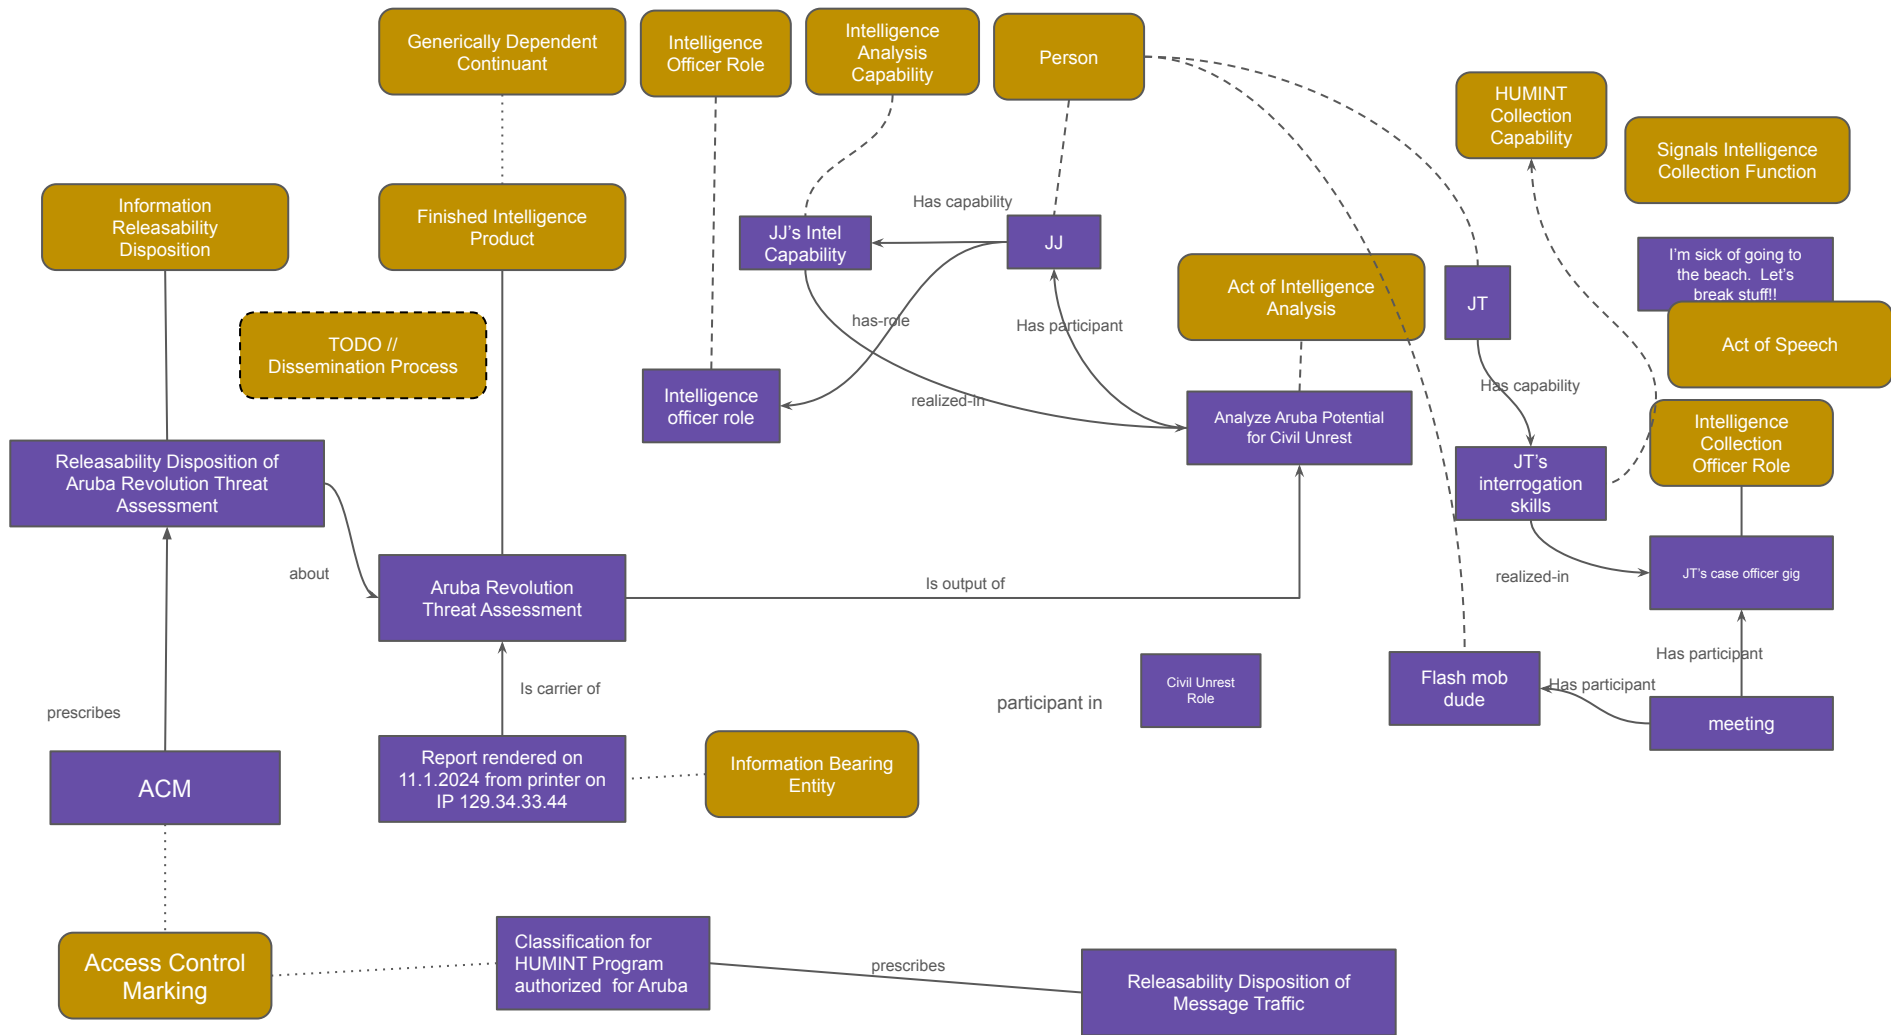 Generically Dependent
Continuant
Intelligence
Officer Role
Intelligence
Analysis
Capability
Person
HUMINT
Collection
Capability
Signals Intelligence
Collection Function
Information
Releasability
Disposition
Finished Intelligence
Product
Has capability
JJ's Intel
Capability
JJ
I'm sick of going to
the beach.  Let's
break stuff!!
Act of Intelligence
Analysis
JT
TODO //
Dissemination Process
has-role
Has participant
Act of Speech
Has capability
Intelligence
officer role
realized-in
Analyze Aruba Potential
for Civil Unrest
Intelligence
Collection
Officer Role
Releasability Disposition of
Aruba Revolution Threat
Assessment
JT's
interrogation
skills
about
Aruba Revolution
Threat Assessment
Is output of
realized-in
JT's case officer gig
Is carrier of
participant in
Civil Unrest
Role
Flash mob
dude
Has participant
Has participant
meeting
prescribes
ACM
Report rendered on
11.1.2024 from printer on
IP 129.34.33.44
Information Bearing
Entity
Access Control
Marking
Classification for
HUMINT Program
authorized  for Aruba
prescribes
Releasability Disposition of
Message Traffic